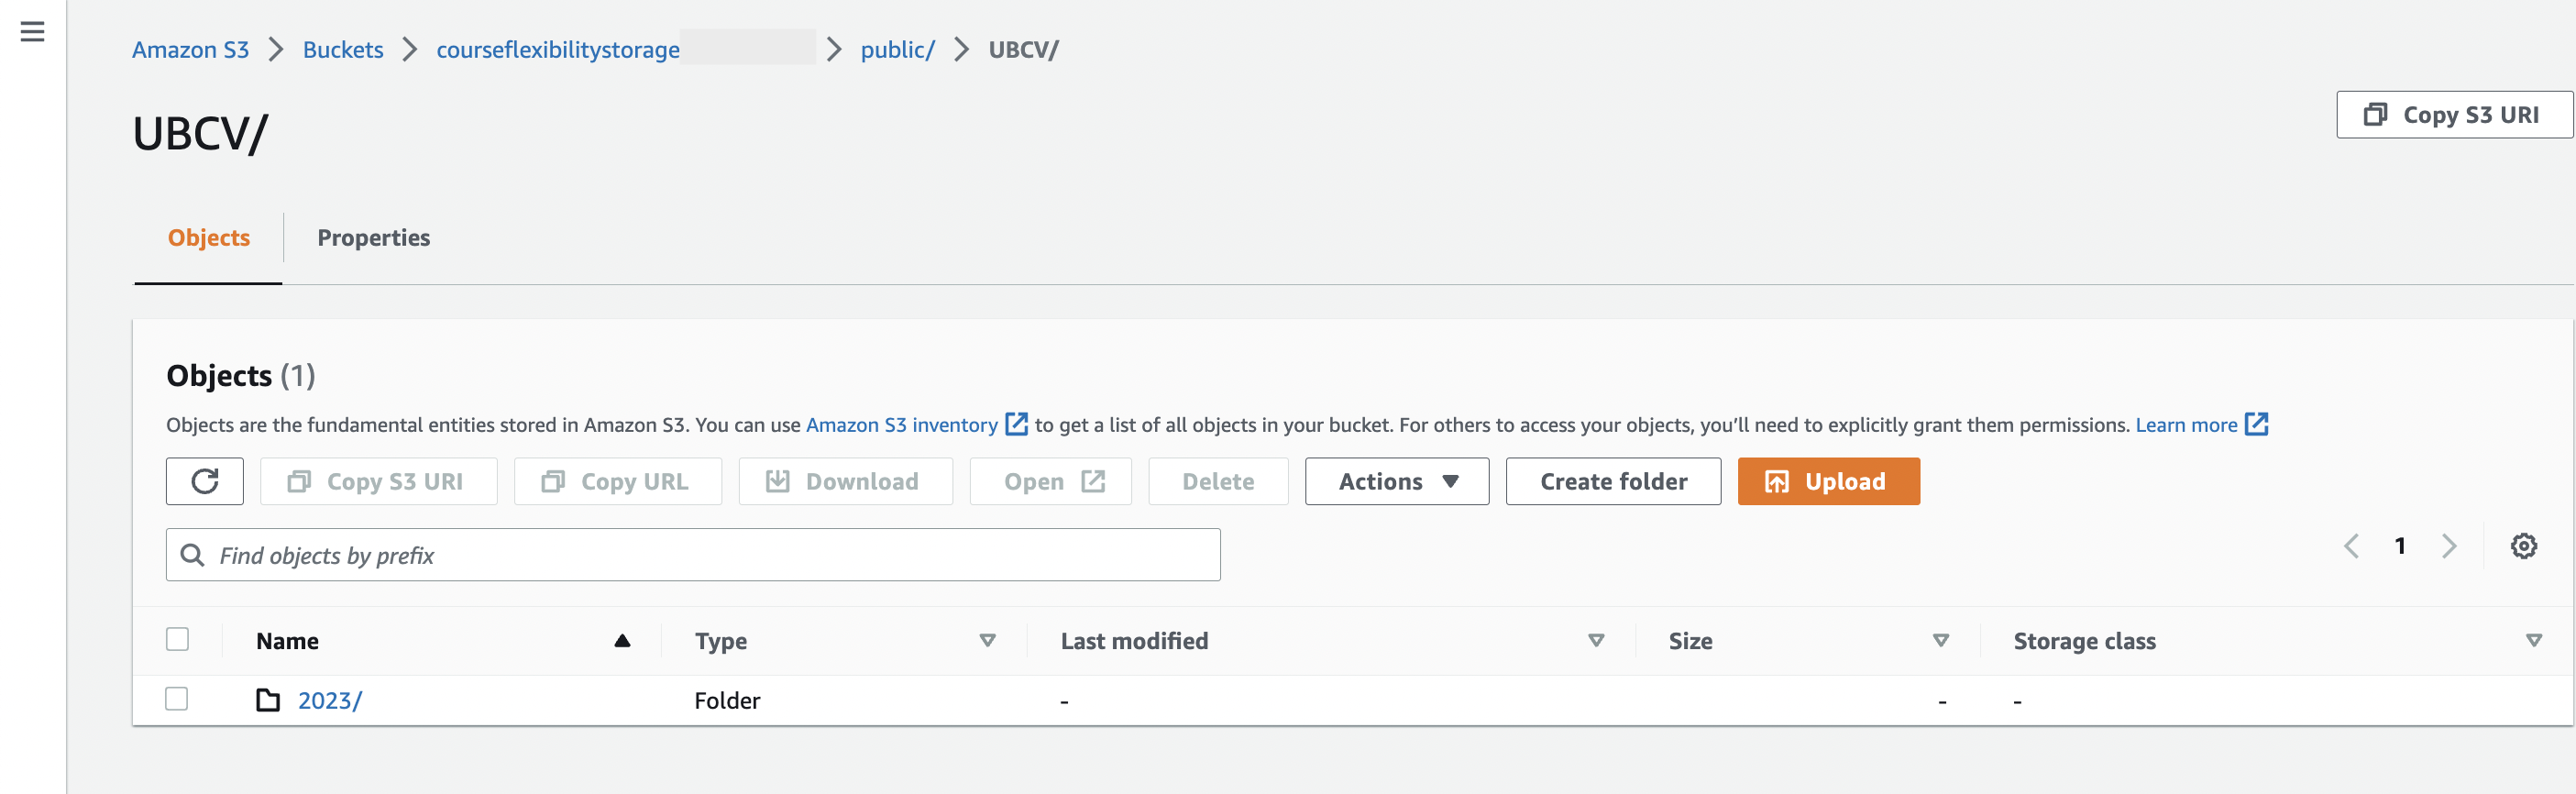 Amazon S3 > Buckets > courseflexibilitystorage > public/ > UBCV/
UBCV/
Copy S3 URI
Objects Properties
Objects (1)
Objects are the fundamental entities stored in Amazon S3. You can use Amazon S3 inventory to get a list of all objects in your bucket. For others to access your objects, you’ll need to explicitly grant them permissions. Learn more
Copy S3 URI Copy URL Download Open Delete Actions Create folder Upload
Find objects by prefix
1
Name Type Last modified Size Storage class
2023/ Folder - - -